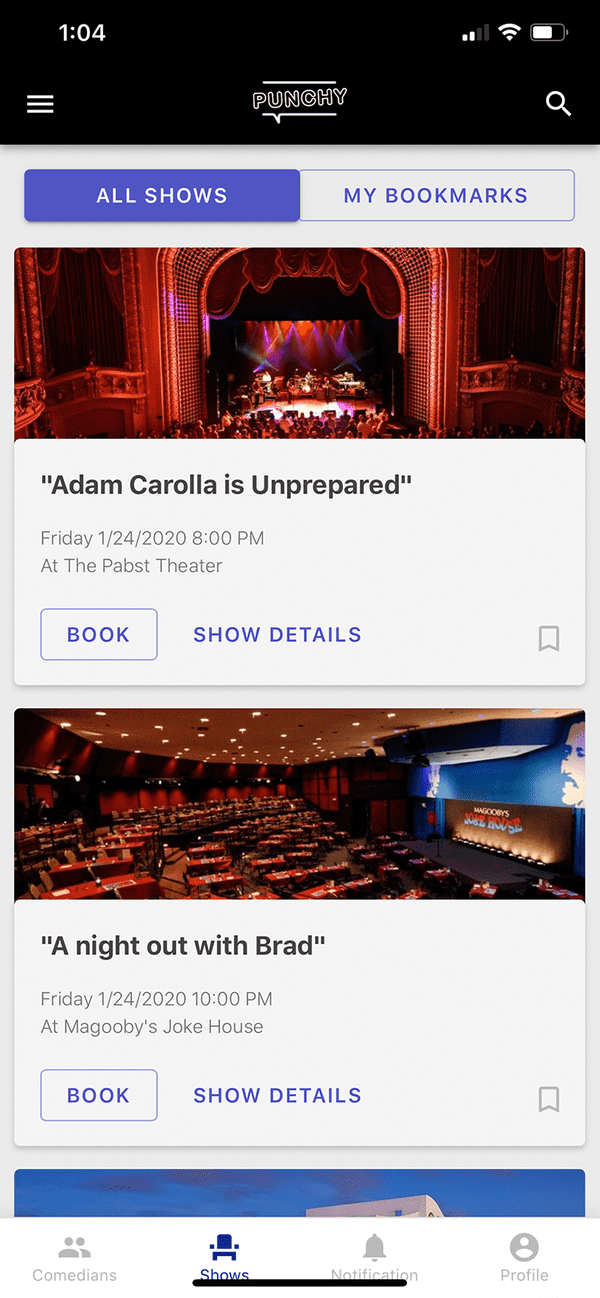 1:04
PUNCHY
ALL SHOWS
MY BOOKMARKS
"Adam Carolla is Unprepared"
Friday 1/24/2020 8:00 PM
At The Pabst Theater
BOOK
SHOW DETAILS
MAGOOBY'S
JOKE HOUSE
"A night out with Brad"
Friday 1/24/2020 10:00 PM
At Magooby's Joke House
BOOK
SHOW DETAILS
Comedians
Shows
Notification
Profile